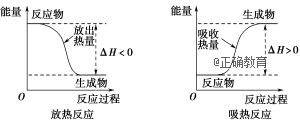 能量
反应物
放出
热量
ΔH<0
生成物
O
反应过程
放热反应
能量
生成物
吸收
热量
ΔH>0
@正确教育
反应物
O
反应过程
吸热反应